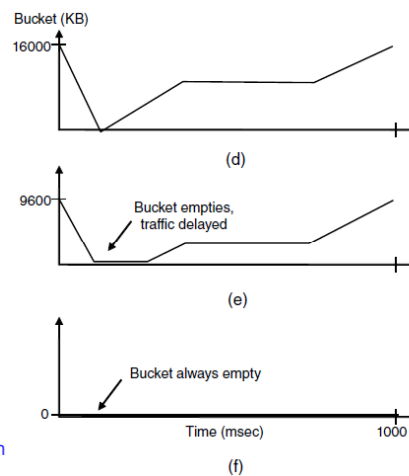 Bucket (KB)
16000
(d)
9600
Bucket empties,
traffic delayed
(e)
Bucket always empty
0
Time (msec)
1000
(f)